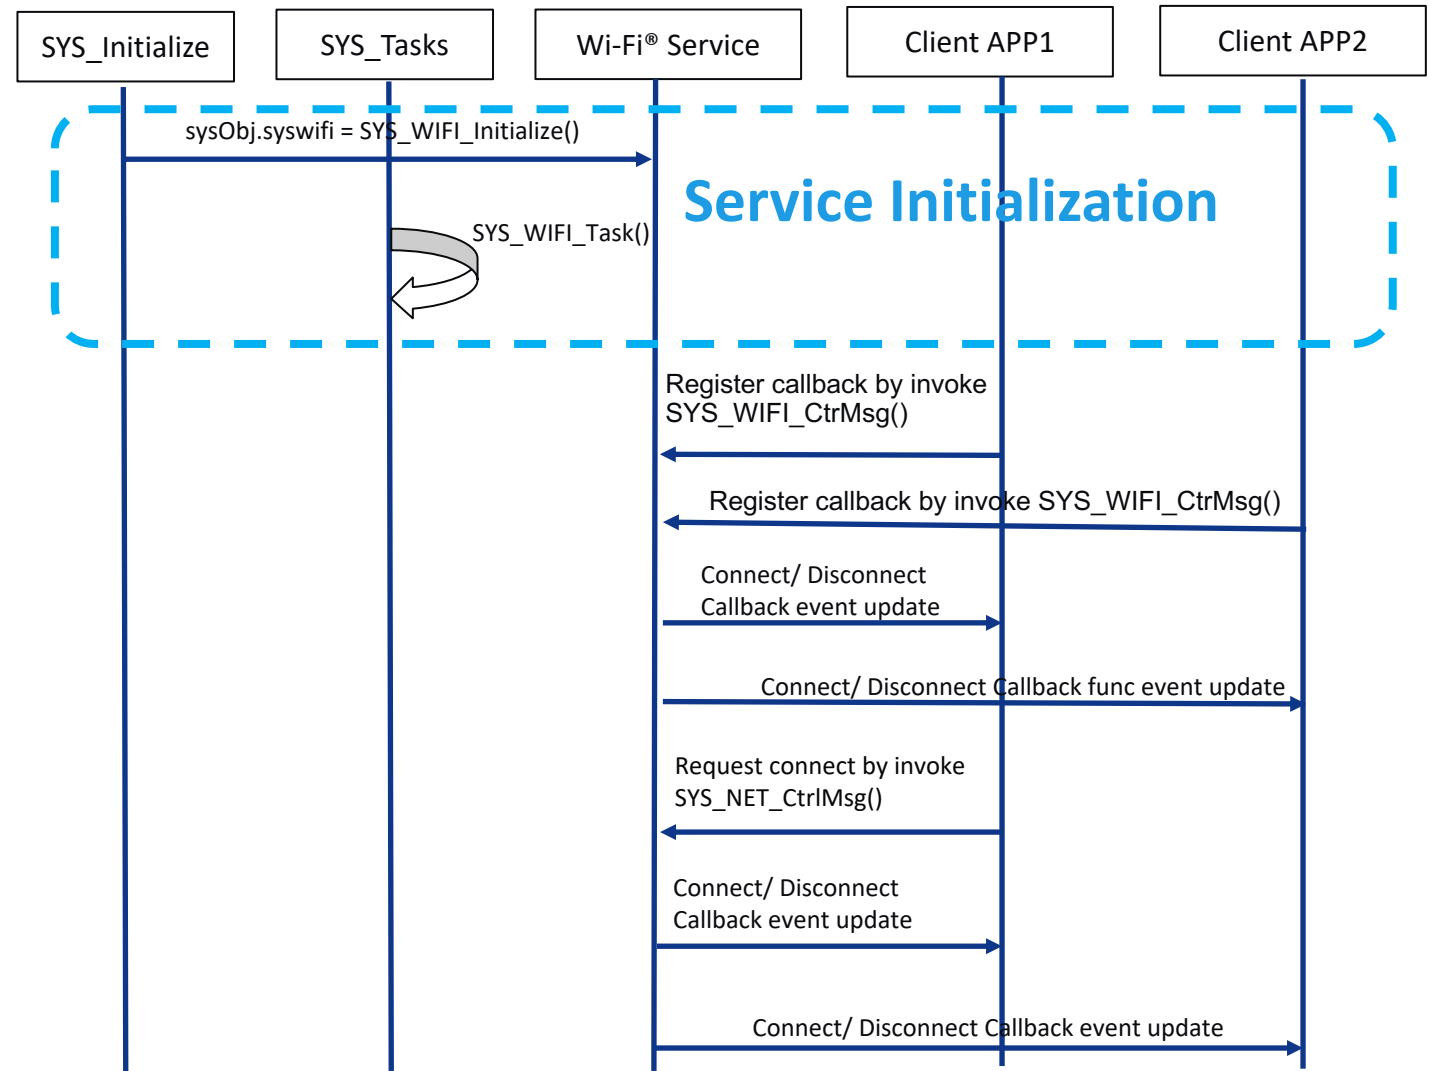 SYS_Initialize
SYS_Tasks
Wi-Fi® Service
Client APP1
Client APP2
sysObj.syswifi = SYS_WIFI_Initialize()
Service Initialization
SYS_WIFI_Task()
Register callback by invoke
SYS_WIFI_CtrMsg()
Register callback by invoke SYS_WIFI_CtrMsg()
Connect/ Disconnect
Callback event update
Connect/ Disconnect Callback func event update
Request connect by invoke
SYS_NET_CtrlMsg()
Connect/ Disconnect
Callback event update
Connect/ Disconnect Callback event update